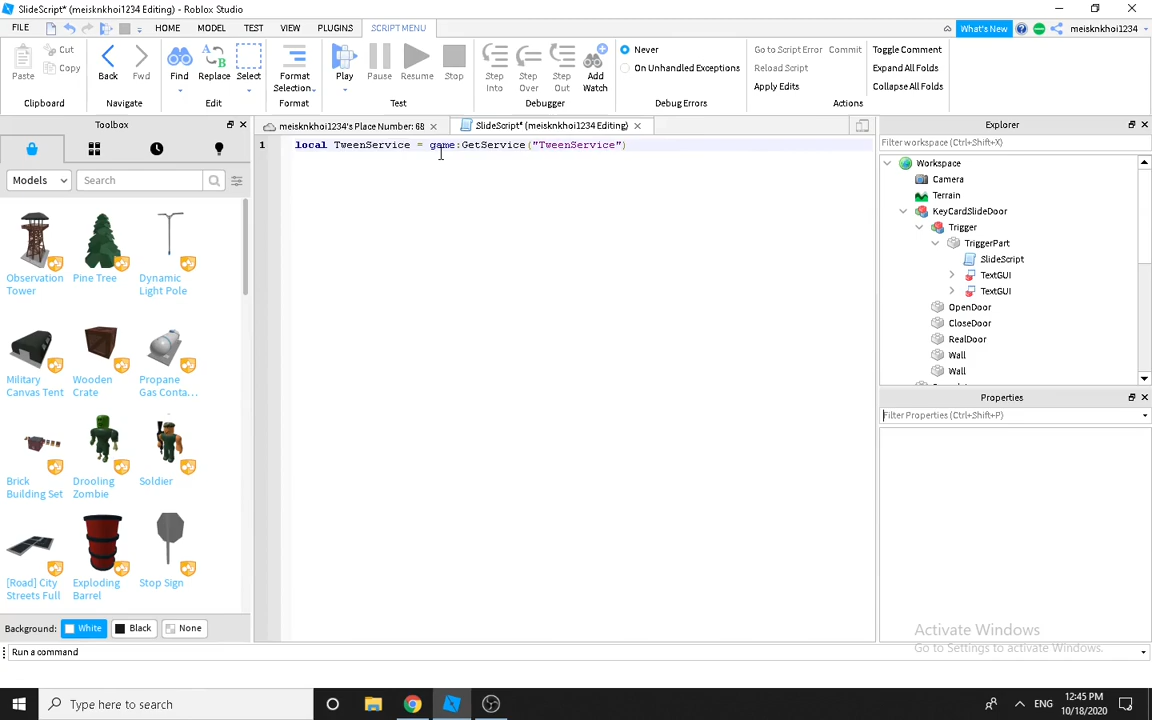 SlideScript* (meisknkhoi1234 Editing) - Roblox Studio
FILE HOME MODEL TEST VIEW PLUGINS SCRIPT MENU What's New meisknkhoi1234
Paste Cut Copy Back Fwd Find Replace Select Format Selection Play Pause Resume Stop Step Into Step Over Step Out Add Watch Never On Unhandled Exceptions Go to Script Error Commit Reload Script Apply Edits Toggle Comment Expand All Folds Collapse All Folds
Clipboard Navigate Edit Format Test Debugger Debug Errors Actions
Toolbox
Models Search
Observation Tower
Pine Tree
Dynamic Light Pole
Military Canvas Tent
Wooden Crate
Propane Gas Conta...
Brick Building Set
Drooling Zombie
Soldier
[Road] City Streets Full
Exploding Barrel
Stop Sign
Background: White Black None
meisknkhoi1234's Place Number: 68 SlideScript* (meisknkhoi1234 Editing)
1 local TweenService = game:GetService("TweenService")
Explorer
Filter workspace (Ctrl+Shift+X)
Workspace
Camera
Terrain
KeyCardSlideDoor
Trigger
TriggerPart
SlideScript
TextGUI
TextGUI
OpenDoor
CloseDoor
RealDoor
Wall
Wall
Properties
Filter Properties (Ctrl+Shift+P)
Activate Windows
Go to Settings to activate Windows.
Run a command
Type here to search
ENG
12:45 PM
10/18/2020